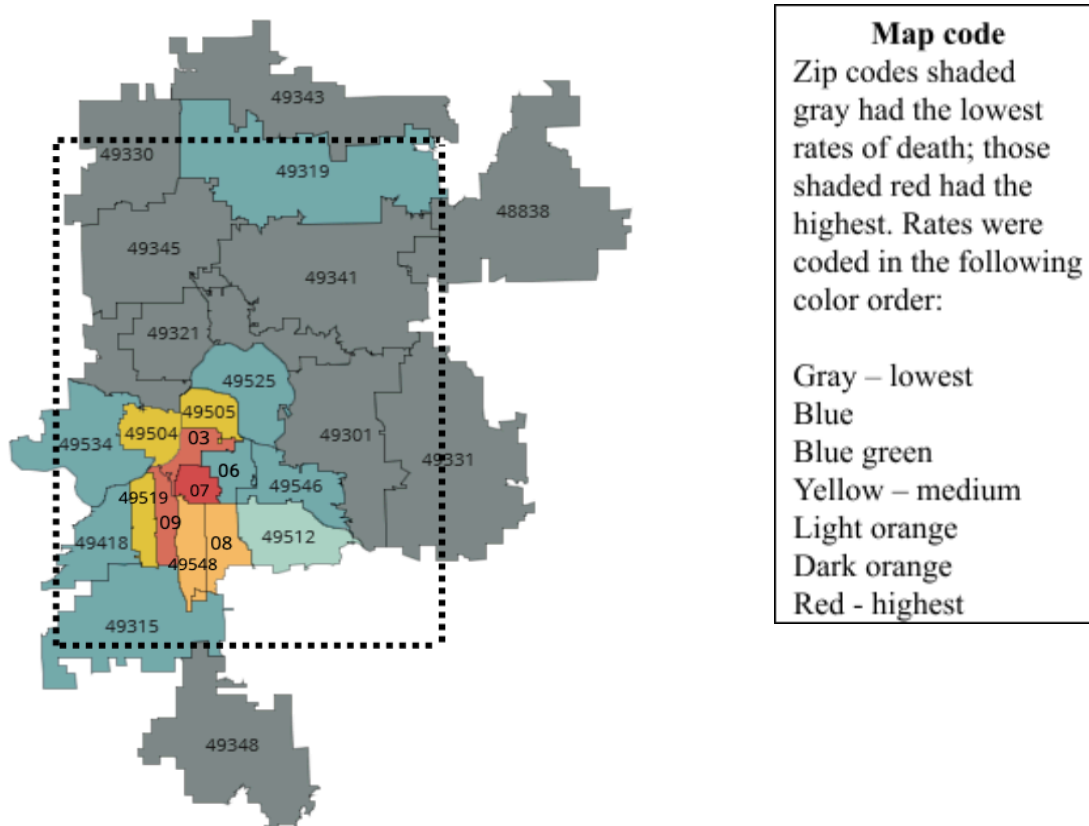 49343
49330
49319
48838
49345
49341
49321
49525
49505
49504
03
49301
49534
06
49331
49546
07
49519
09
49512
49418
08
49548
49315
49348
Map code
Zip codes shaded
gray had the lowest
rates of death; those
shaded red had the
highest. Rates were
coded in the following
color order:
Gray – lowest
Blue
Blue green
Yellow – medium
Light orange
Dark orange
Red - highest